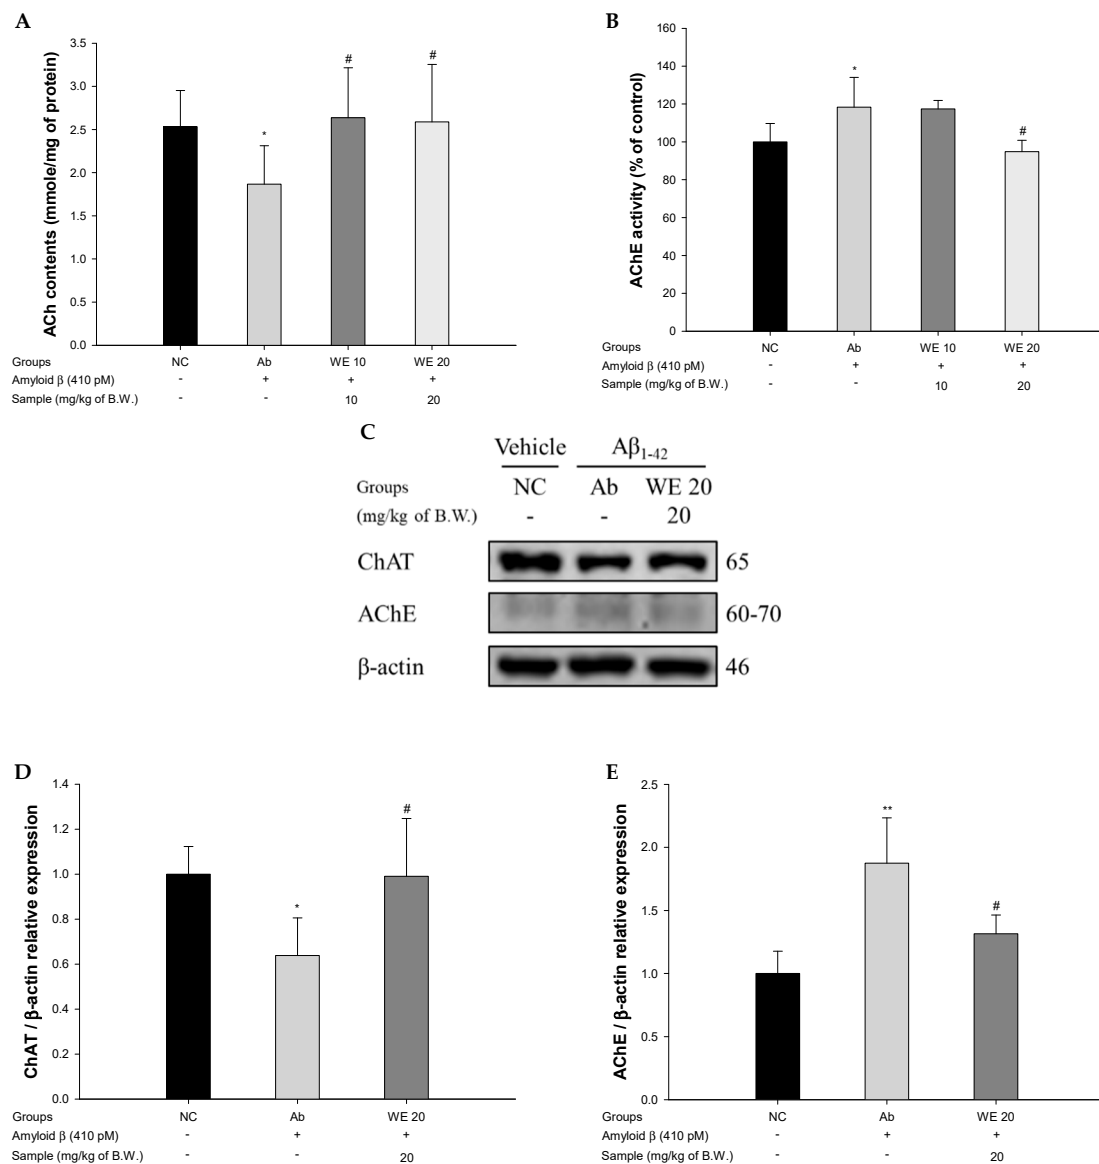 A
ACh contents (mmole/mg of protein)
3.5
3.0
2.5
2.0
1.5
1.0
0.5
0.0
* # #
Groups NC Ab WE 10 WE 20
Amyloid β (410 pM) - + + +
Sample (mg/kg of B.W.) - - 10 20
B
AChE activity (% of control)
160
140
120
100
80
60
40
20
0
* #
Groups NC Ab WE 10 WE 20
Amyloid β (410 pM) - + + +
Sample (mg/kg of B.W.) - - 10 20
C
Vehicle Aβ1-42
Groups NC Ab WE 20
(mg/kg of B.W.) - - 20
ChAT 65
AChE 60-70
β-actin 46
D
ChAT / β-actin relative expression
1.4
1.2
1.0
0.8
0.6
0.4
0.2
0.0
* #
Groups NC Ab WE 20
Amyloid β (410 pM) - + +
Sample (mg/kg of B.W.) - - 20
E
AChE / β-actin relative expression
2.5
2.0
1.5
1.0
0.5
0.0
** #
Groups NC Ab WE 20
Amyloid β (410 pM) - + +
Sample (mg/kg of B.W.) - - 20